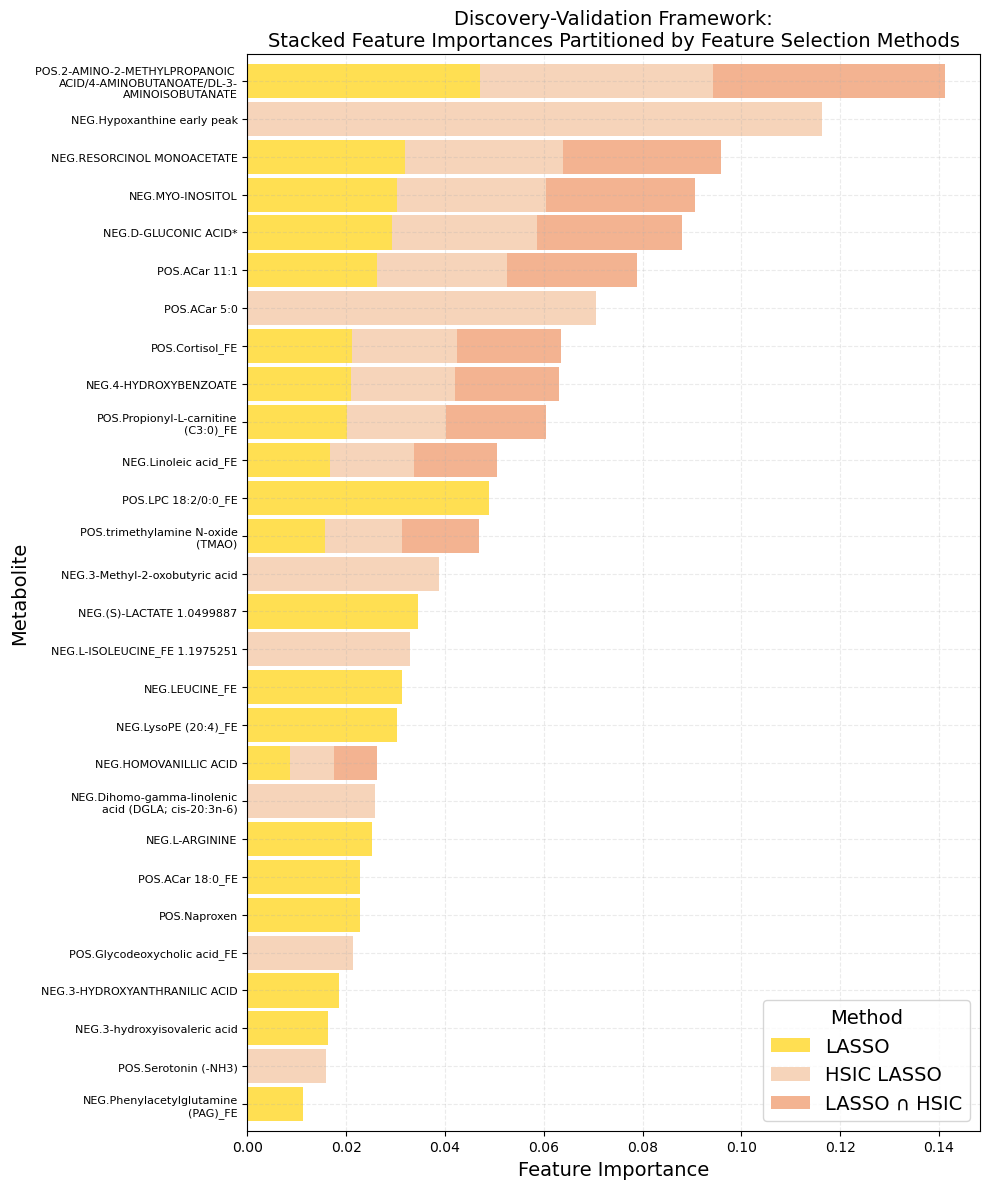 Discovery-Validation Framework:
Stacked Feature Importances Partitioned by Feature Selection Methods
POS.2-AMINO-2-METHYLPROPANOIC
ACID/4-AMINOBUTANOATE/DL-3-
AMINOISOBUTANATE
NEG.Hypoxanthine early peak
NEG.RESORCINOL MONOACETATE
NEG.MYO-INOSITOL
NEG.D-GLUCONIC ACID*
POS.ACar 11:1
POS.ACar 5:0
POS.Cortisol_FE
NEG.4-HYDROXYBENZOATE
POS.Propionyl-L-carnitine
(C3:0)_FE
NEG.Linoleic acid_FE
POS.LPC 18:2/0:0_FE
POS.trimethylamine N-oxide
(TMAO)
NEG.3-Methyl-2-oxobutyric acid
NEG.(S)-LACTATE 1.0499887
NEG.L-ISOLEUCINE_FE 1.1975251
NEG.LEUCINE_FE
NEG.LysoPE (20:4)_FE
NEG.HOMOVANILLIC ACID
NEG.Dihomo-gamma-linolenic
acid (DGLA; cis-20:3n-6)
NEG.L-ARGININE
POS.ACar 18:0_FE
POS.Naproxen
POS.Glycodeoxycholic acid_FE
NEG.3-HYDROXYANTHRANILIC ACID
NEG.3-hydroxyisovaleric acid
POS.Serotonin (-NH3)
NEG.Phenylacetylglutamine
(PAG)_FE
Metabolite
0.00 0.02 0.04 0.06 0.08 0.10 0.12 0.14
Feature Importance
Method
LASSO
HSIC LASSO
LASSO ∩ HSIC